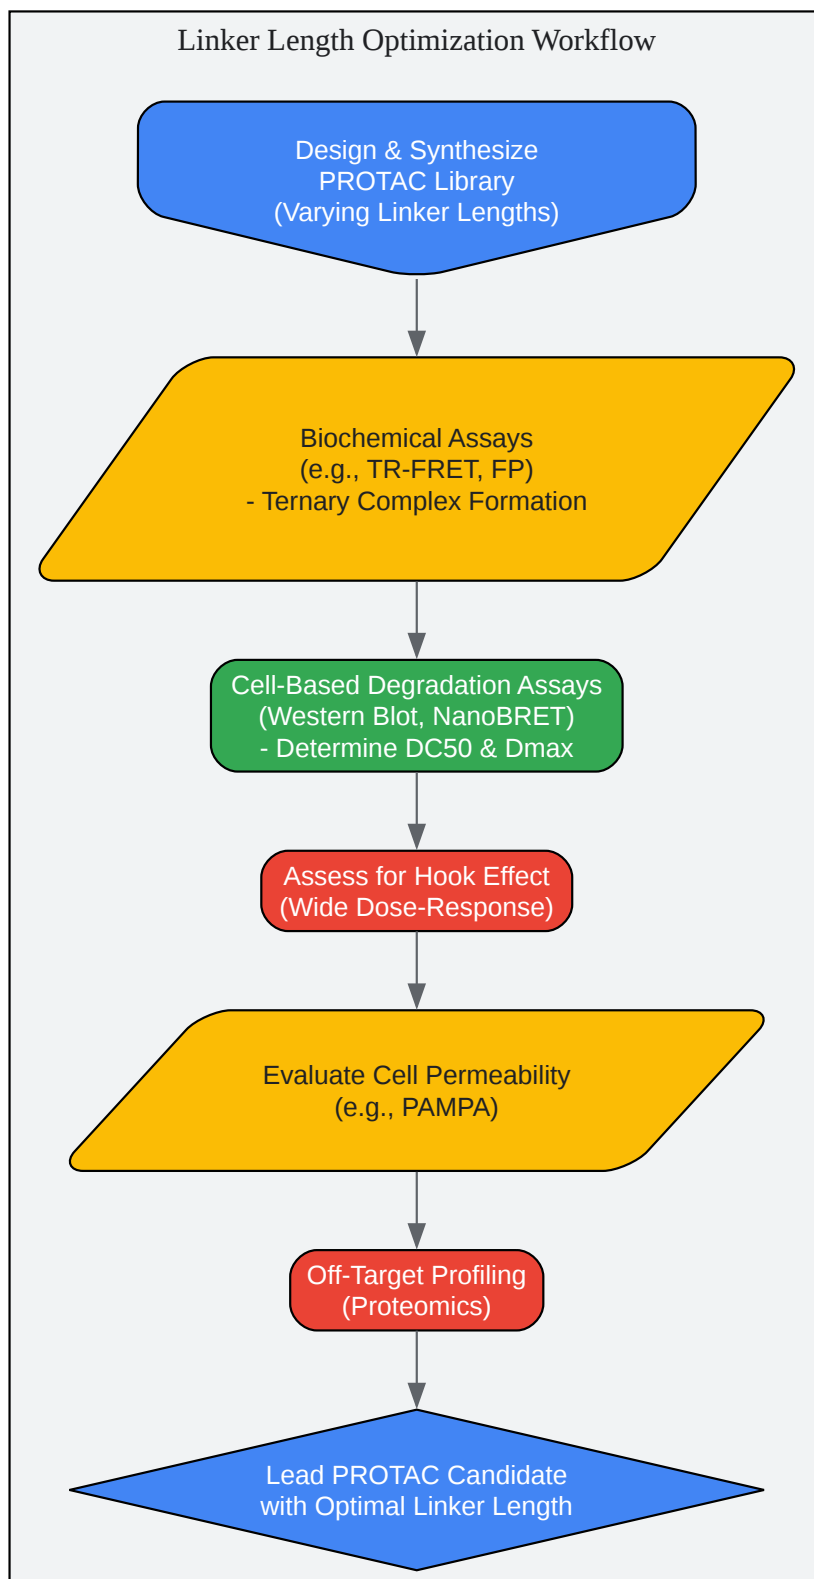 Linker Length Optimization Workflow
Design & Synthesize
PROTAC Library
(Varying Linker Lengths)
Biochemical Assays
(e.g., TR-FRET, FP)
- Ternary Complex Formation
Cell-Based Degradation Assays
(Western Blot, NanoBRET)
- Determine DC50 & Dmax
Assess for Hook Effect
(Wide Dose-Response)
Evaluate Cell Permeability
(e.g., PAMPA)
Off-Target Profiling
(Proteomics)
Lead PROTAC Candidate
with Optimal Linker Length